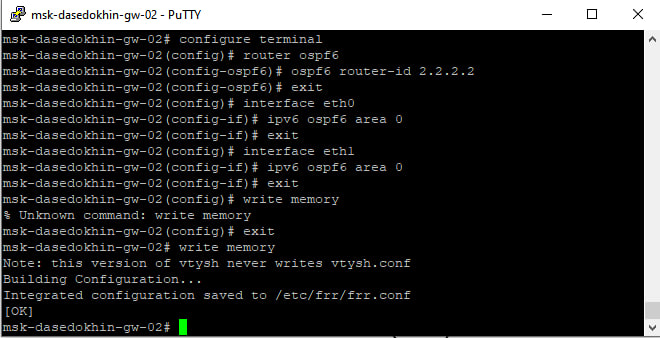 msk-dasedokhin-gw-02 - PuTTY
msk-dasedokhin-gw-02# configure terminal
msk-dasedokhin-gw-02(config)# router ospf6
msk-dasedokhin-gw-02(config-ospf6)# ospf6 router-id 2.2.2.2
msk-dasedokhin-gw-02(config-ospf6)# exit
msk-dasedokhin-gw-02(config)# interface eth0
msk-dasedokhin-gw-02(config-if)# ipv6 ospf6 area 0
msk-dasedokhin-gw-02(config-if)# exit
msk-dasedokhin-gw-02(config)# interface eth1
msk-dasedokhin-gw-02(config-if)# ipv6 ospf6 area 0
msk-dasedokhin-gw-02(config-if)# exit
msk-dasedokhin-gw-02(config)# write memory
% Unknown command: write memory
msk-dasedokhin-gw-02(config)# exit
msk-dasedokhin-gw-02# write memory
Note: this version of vtysh never writes vtysh.conf
Building Configuration...
Integrated configuration saved to /etc/frr/frr.conf
[OK]
msk-dasedokhin-gw-02#